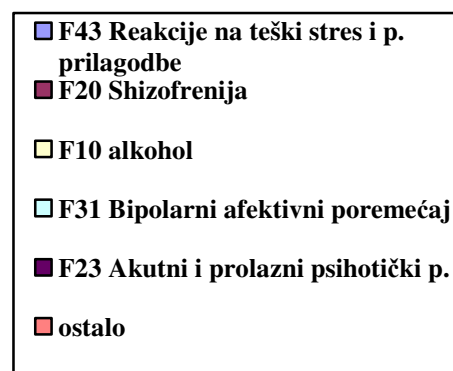 F43 Reakcije na teški stres i p.
prilagodbe
F20 Shizofrenija
F10 alkohol
F31 Bipolarni afektivni poremećaj
F23 Akutni i prolazni psihotički p.
ostalo